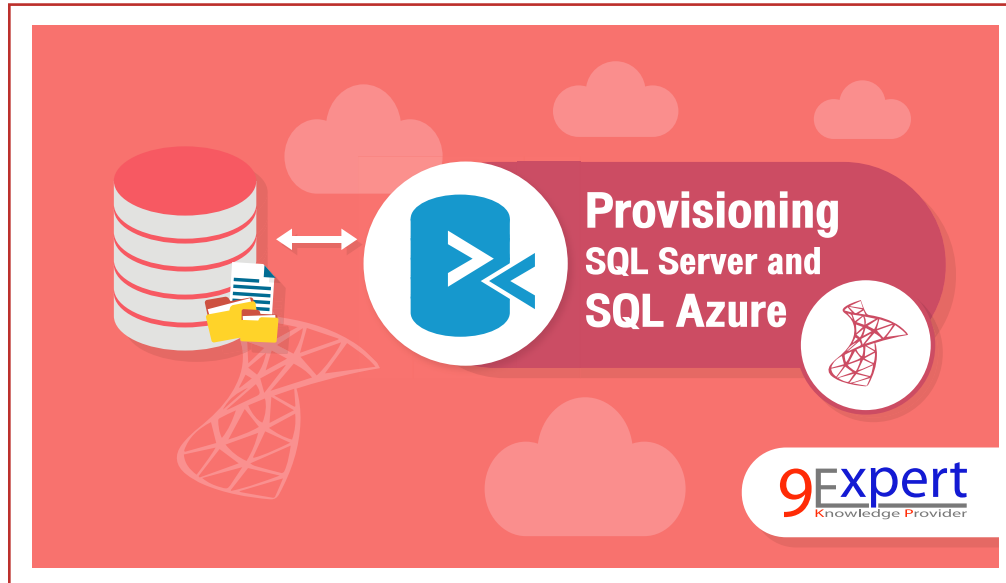 Provisioning
SQL Server and
SQL Azure
9Expert
Knowledge Provider